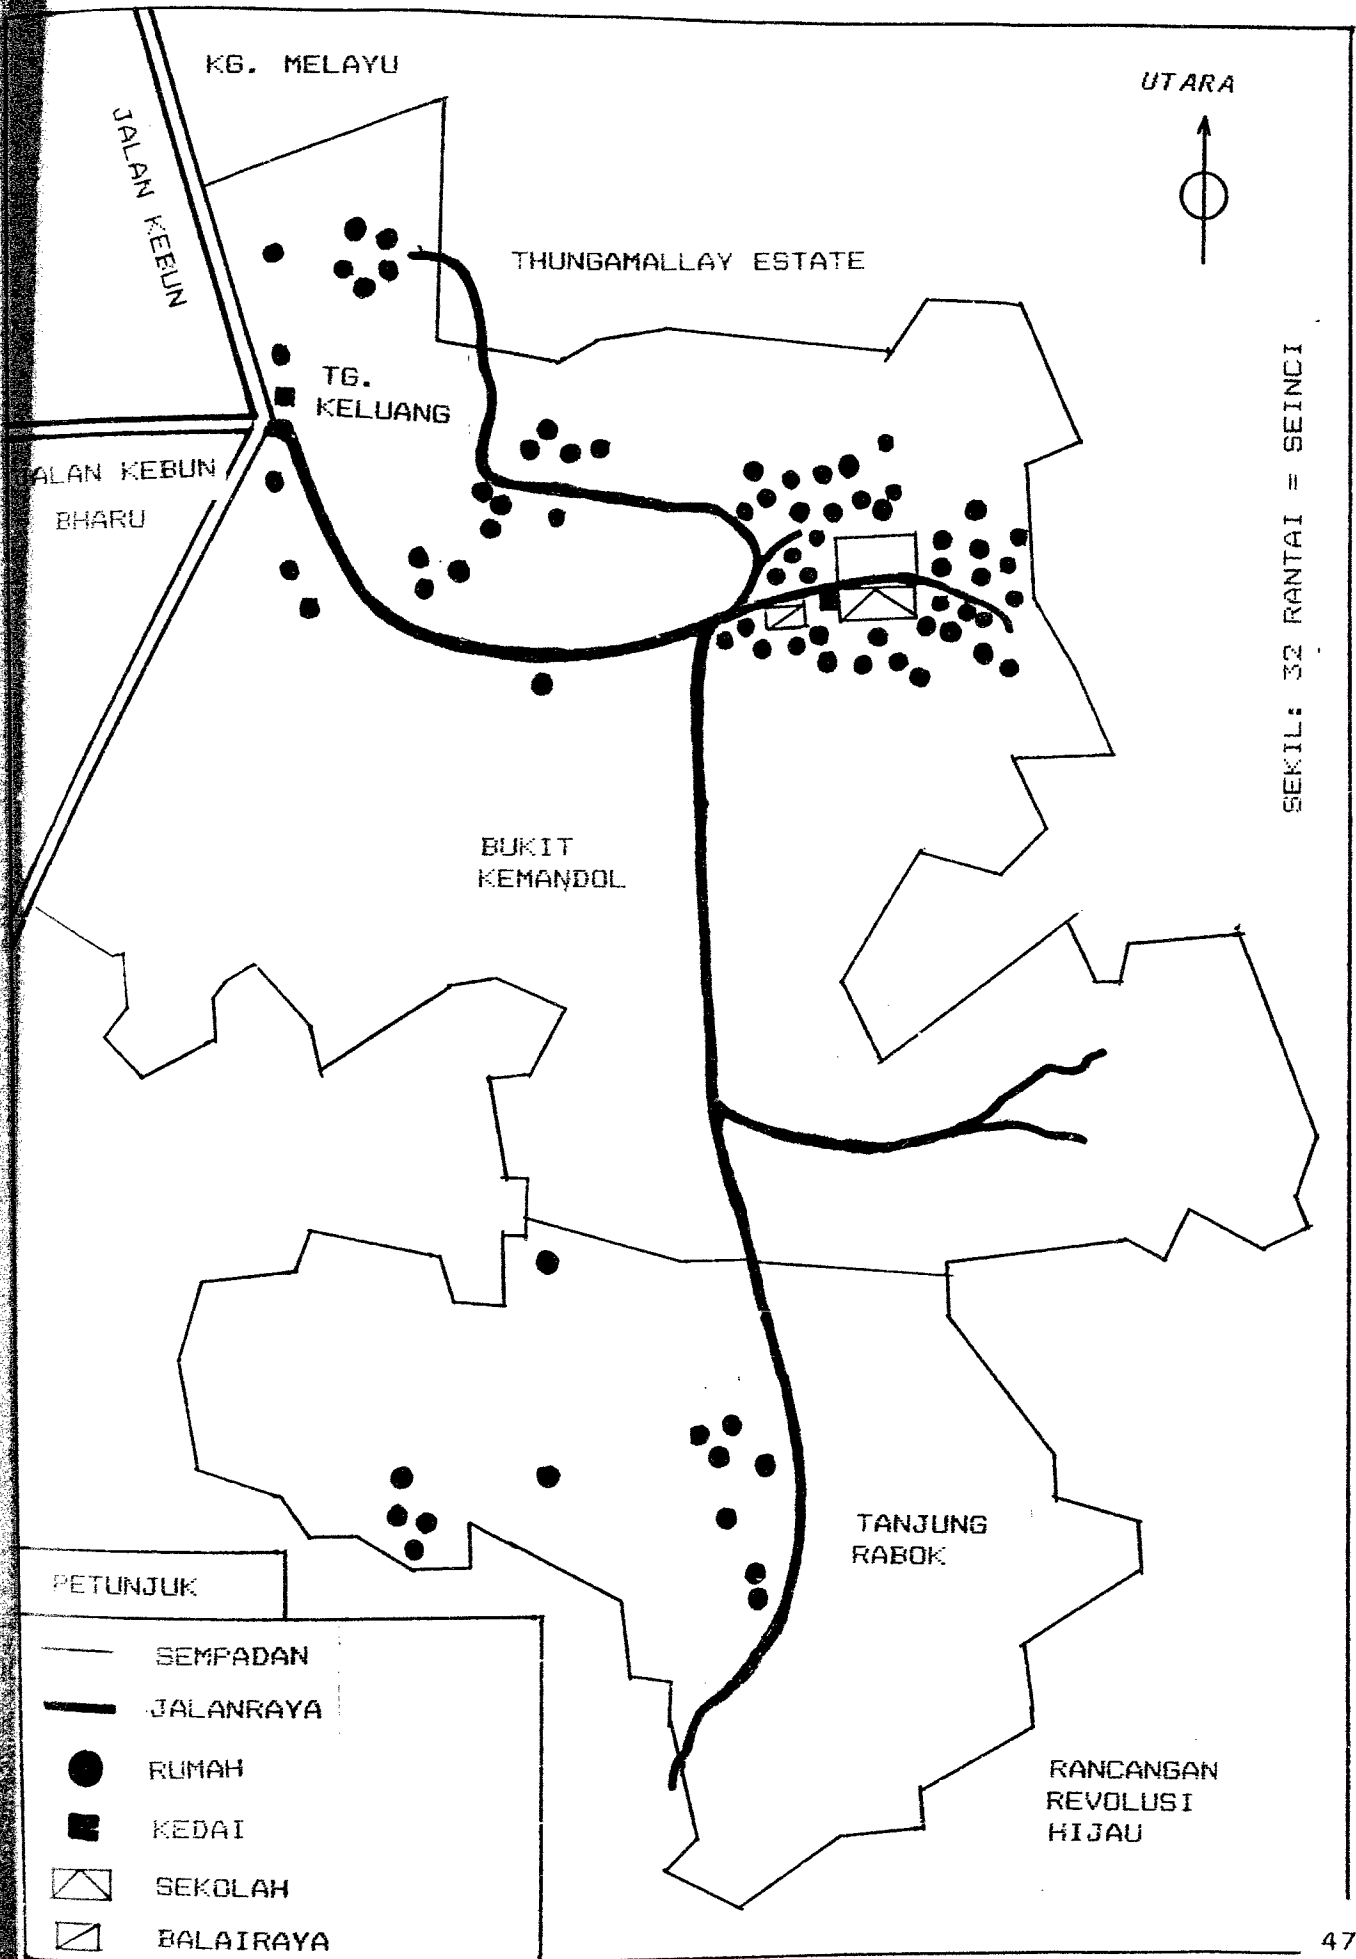 KG. MELAYU
UTARA
JALAN KEBUN
THUNGAMALLAY ESTATE
TG.
KELUANG
ALAN KEBUN
BHARU
SEKIL: 32 RANTAI = SEINCI
BUKIT
KEMANDOL
TANJUNG
RABOK
PETUNJUK
SEMPADAN
JALANRAYA
RUMAH
KEDAI
SEKOLAH
BALAIRAYA
RANCANGAN
REVOLUSI
HIJAU
47